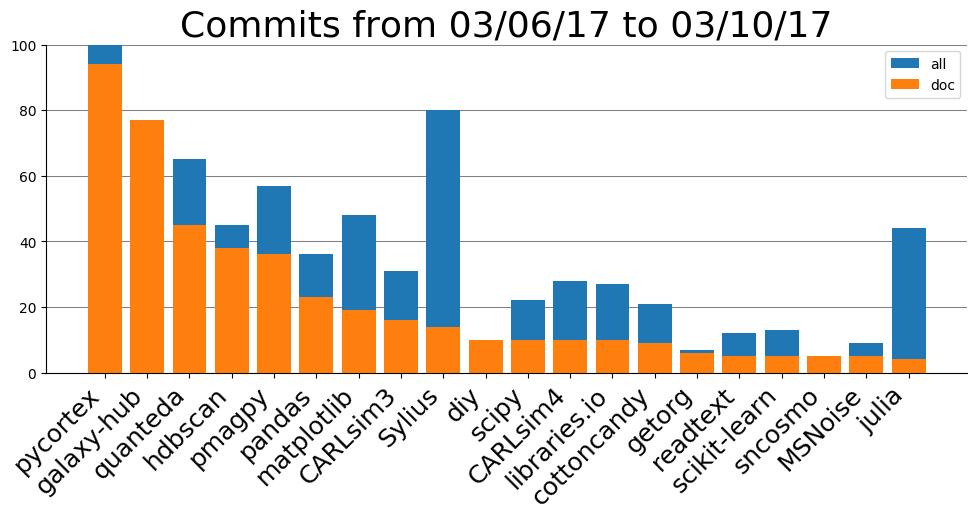 Commits from 03/06/17 to 03/10/17
100
80
60
40
20
0
all
doc
pycortex
galaxy-hub
quanteda
hdbscan
pmagpy
pandas
matplotlib
CARLsim3
Sylius
diy
scipy
CARLsim4
libraries.io
cottoncandy
getorg
readtext
scikit-learn
sncosmo
MSNoise
julia